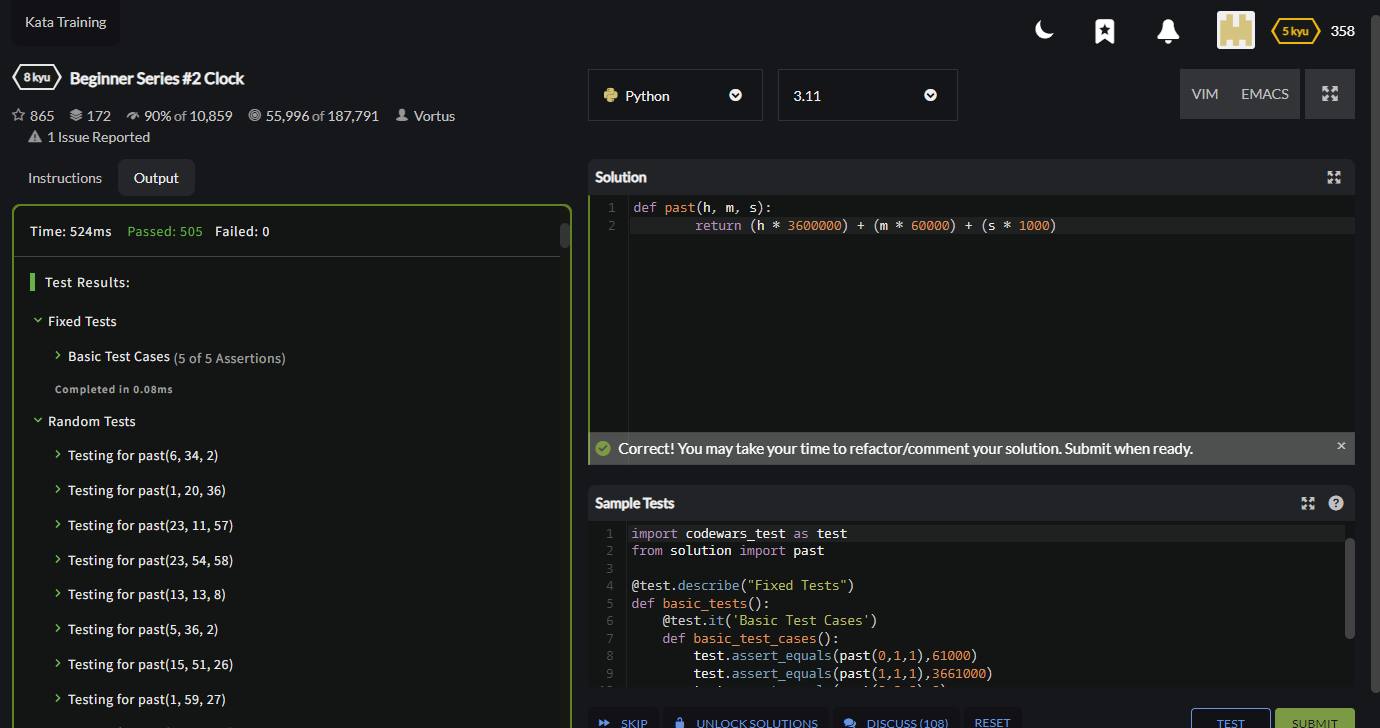 Kata Training
5 kyu 358
8 kyu Beginner Series #2 Clock
865 172 90% of 10,859 55,996 of 187,791 Vortus
1 Issue Reported
Instructions Output
Time: 524ms Passed: 505 Failed: 0
Test Results:
Fixed Tests
Basic Test Cases (5 of 5 Assertions)
Completed in 0.08ms
Random Tests
Testing for past(6, 34, 2)
Testing for past(1, 20, 36)
Testing for past(23, 11, 57)
Testing for past(23, 54, 58)
Testing for past(13, 13, 8)
Testing for past(5, 36, 2)
Testing for past(15, 51, 26)
Testing for past(1, 59, 27)
Python 3.11 VIM EMACS
Solution
1 def past(h, m, s):
2 return (h * 3600000) + (m * 60000) + (s * 1000)
Correct! You may take your time to refactor/comment your solution. Submit when ready. ×
Sample Tests ?
1 import codewars_test as test
2 from solution import past
3
4 @test.describe("Fixed Tests")
5 def basic_tests():
6 @test.it('Basic Test Cases')
7 def basic_test_cases():
8 test.assert_equals(past(0,1,1),61000)
9 test.assert_equals(past(1,1,1),3661000)
SKIP UNLOCK SOLUTIONS DISCUSS (108) RESET TEST SUBMIT